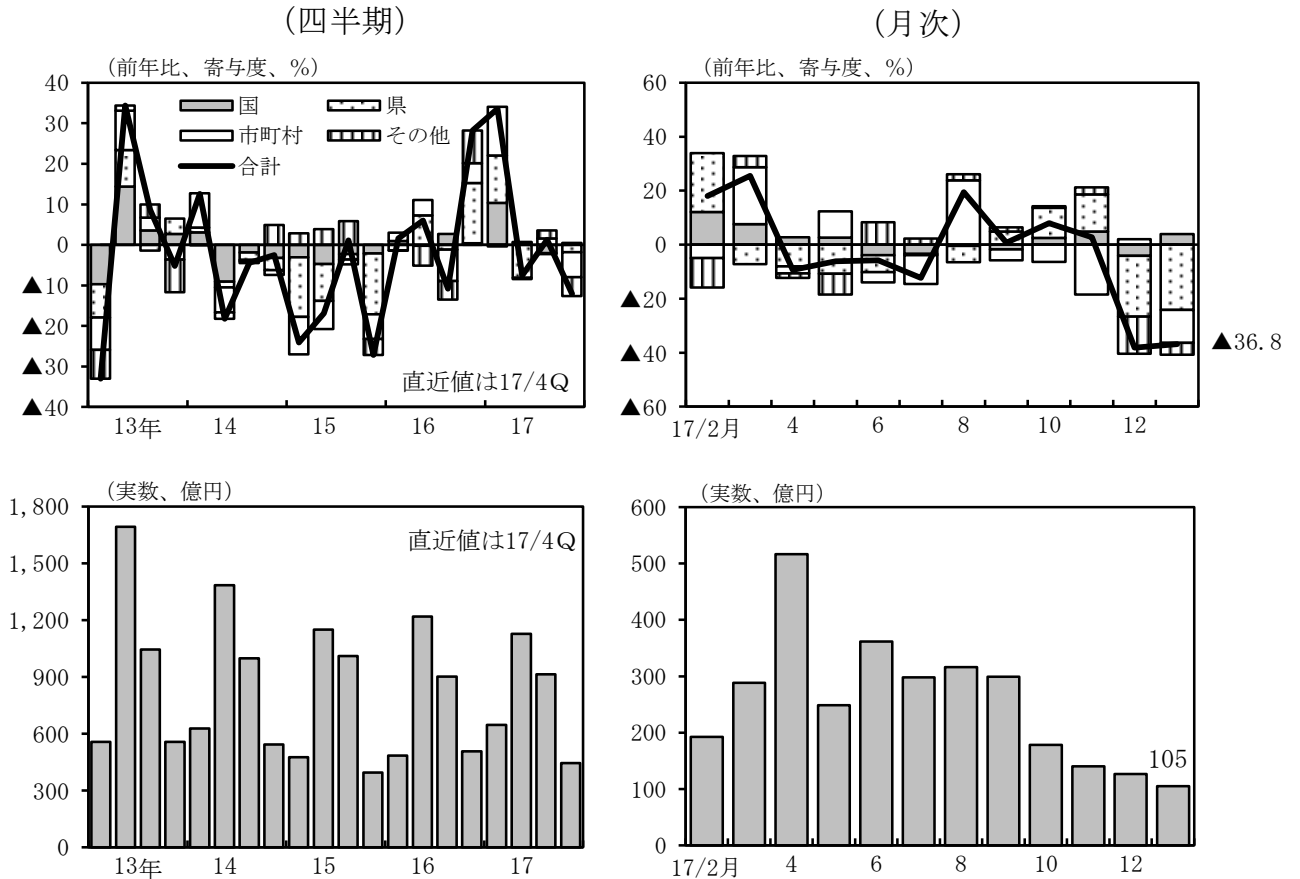 (四半期)
(前年比、寄与度、%)
40
30
20
10
0
▲10
▲20
▲30
▲40
国
県
市町村
その他
合計
直近値は17/4Q
13年 14 15 16 17
(月次)
(前年比、寄与度、%)
60
40
20
0
▲20
▲40
▲60
▲36.8
17/2月 4 6 8 10 12
(実数、億円)
1,800
1,500
1,200
900
600
300
0
直近値は17/4Q
13年 14 15 16 17
(実数、億円)
600
500
400
300
200
100
0
105
17/2月 4 6 8 10 12